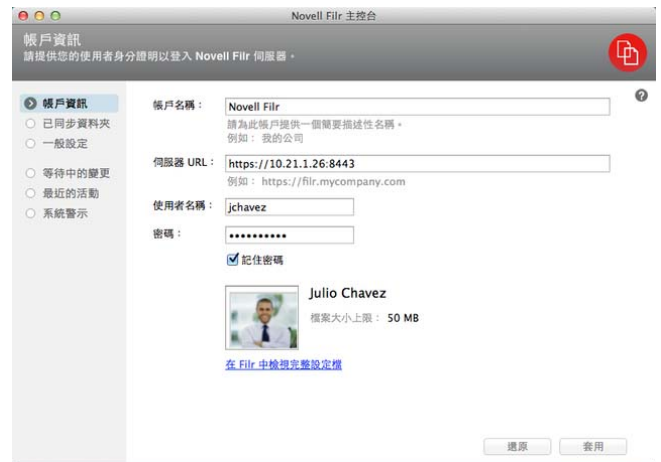 Novell Filr 主控台
帳戶資訊
請提供您的使用者身分證明以登入 Novell Filr 伺服器。
帳戶資訊
已同步資料夾
一般設定
等待中的變更
最近的活動
系統警示
帳戶名稱：
Novell Filr
請為此帳戶提供一個簡要描述性名稱。
例如： 我的公司
伺服器 URL：
https://10.21.1.26:8443
例如： https://filr.mycompany.com
使用者名稱：
jchavez
密碼：
••••••••••
記住密碼
Julio Chavez
檔案大小上限： 50 MB
在 Filr 中檢視完整設定檔
還原
套用